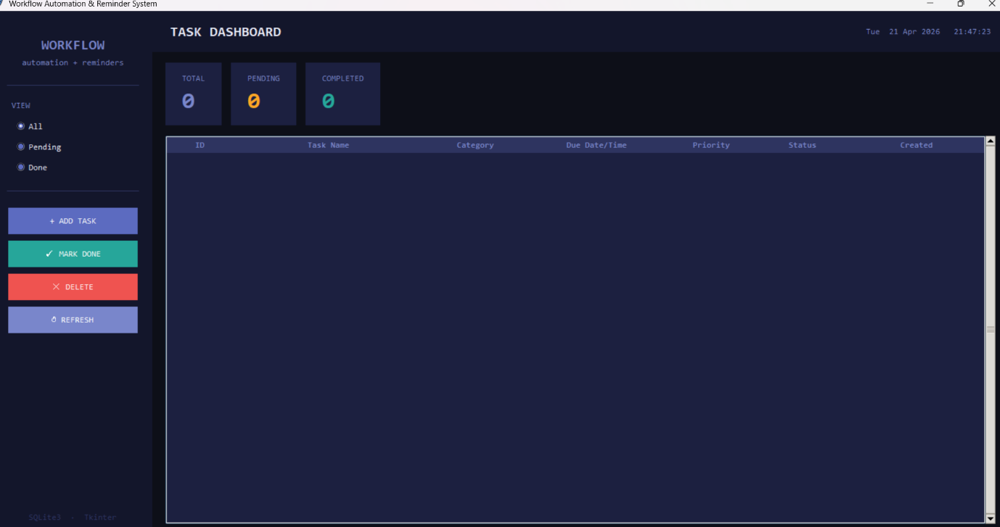 Workflow Automation & Reminder System
WORKFLOW
automation + reminders
VIEW
All
Pending
Done
+ ADD TASK
✓ MARK DONE
✕ DELETE
REFRESH
SQLite3 · Tkinter
TASK DASHBOARD
Tue 21 Apr 2026 21:47:23
TOTAL PENDING COMPLETED
0 0 0
ID Task Name Category Due Date/Time Priority Status Created